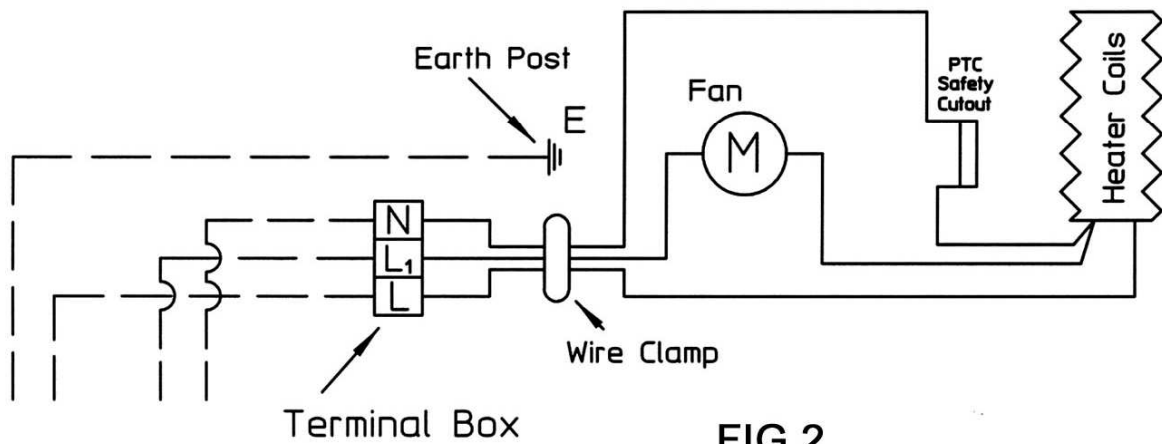 Earth Post
E
Fan
M
PTC
Safety
Cutout
Heater Coils
N
L₁
L
Wire Clamp
Terminal Box
FIG 2